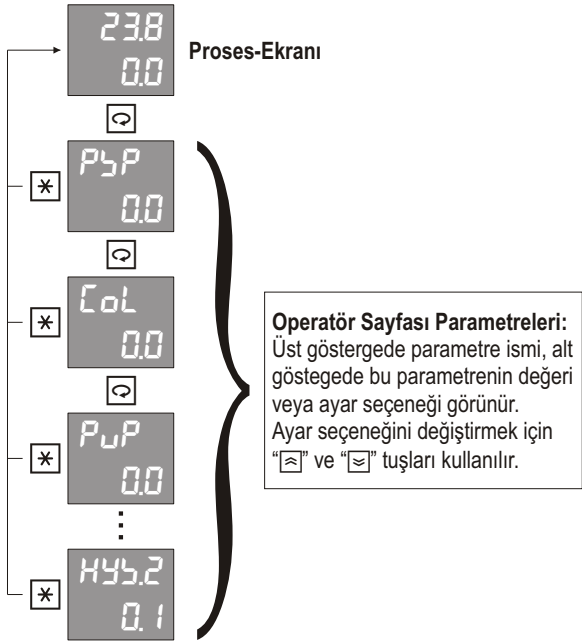 23.8
0.0
Proses-Ekranı
PSP
0.0
CoL
0.0
PuP
0.0
HYS.2
0.1
Operatör Sayfası Parametreleri:
Üst göstergede parametre ismi, alt
göstegede bu parametrenin değeri
veya ayar seçeneği görünür.
Ayar seçeneğini değiştirmek için
“” ve “” tuşları kullanılır.